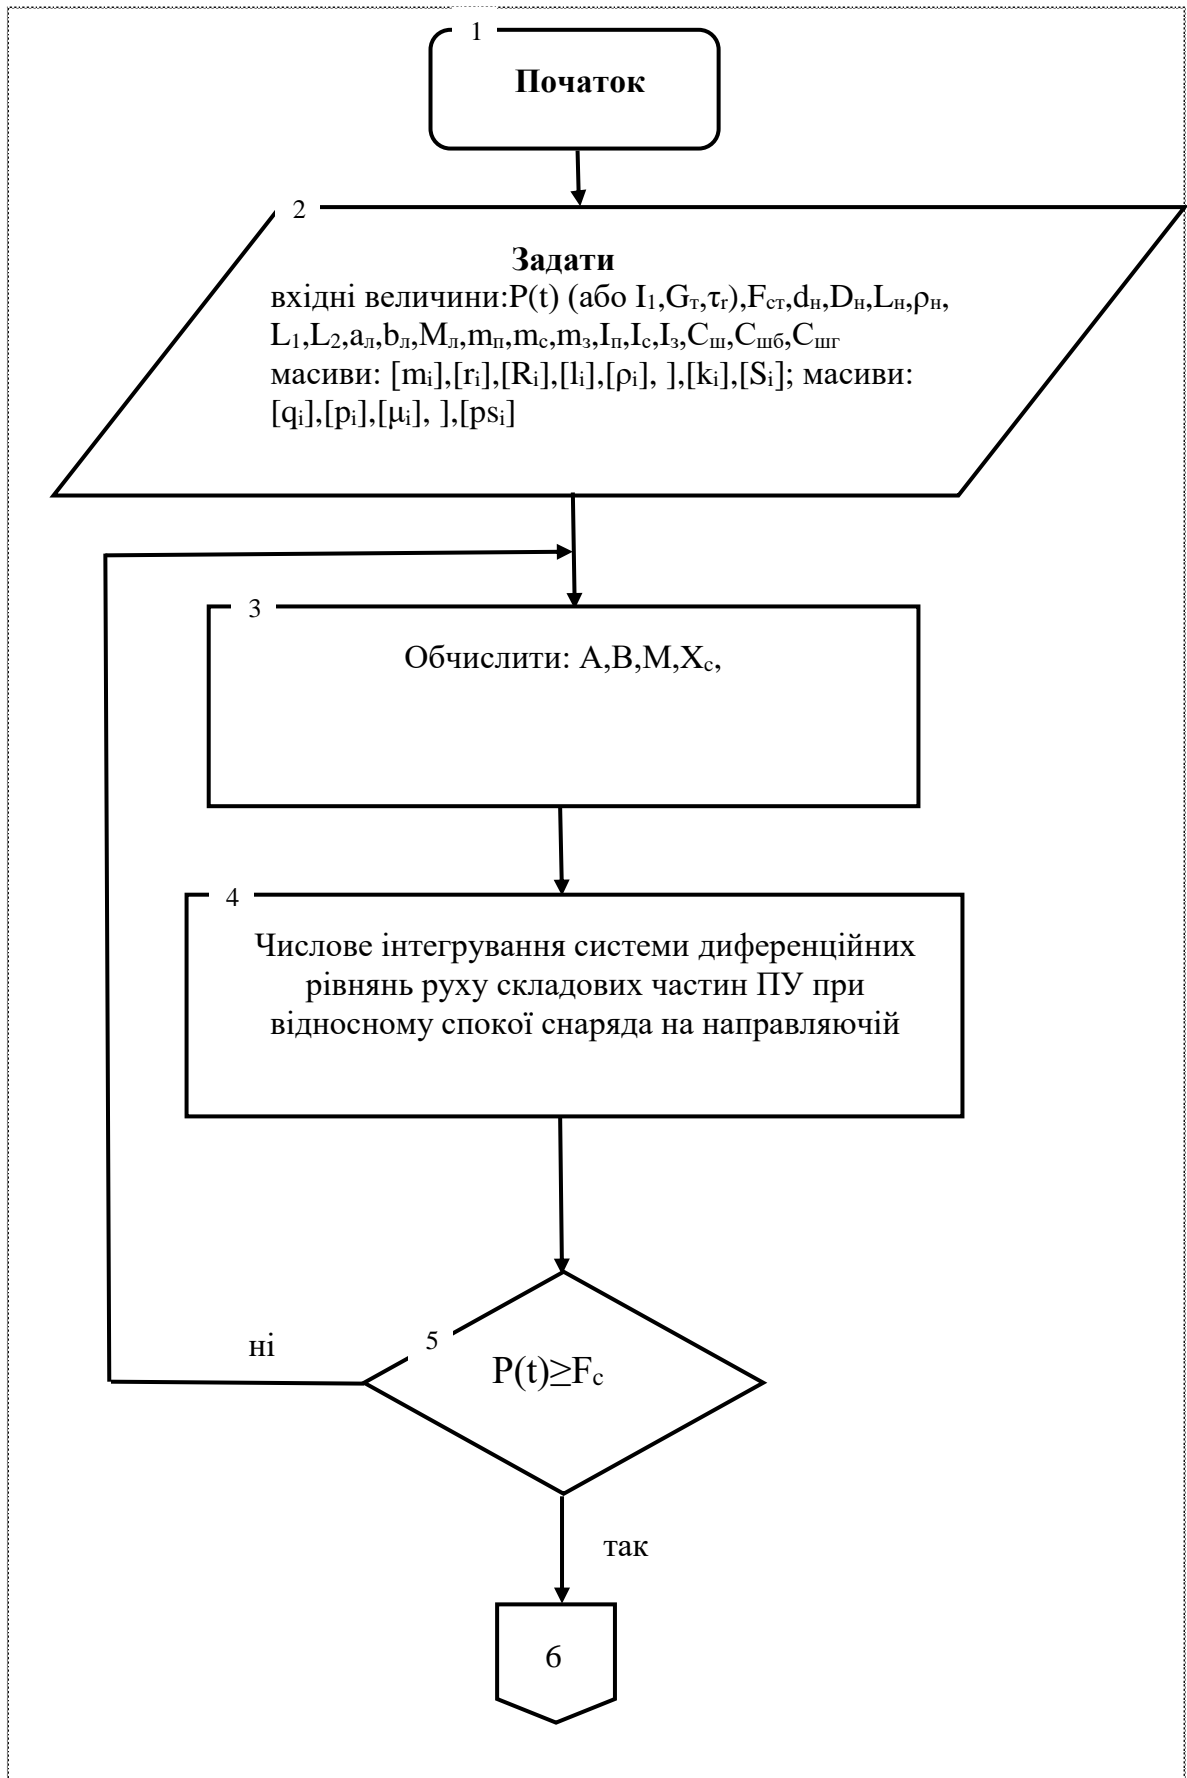 1
Початок
2
Задати
вхідні величини:P(t) (або I₁,Gт,τr),Fст,dн,Dн,Lн,ρн,
L₁,L₂,aл,bл,Mл,mп,mс,mз,Iп,Iс,Iз,Cш,Cшб,Cшг
масиви: [mᵢ],[rᵢ],[Rᵢ],[lᵢ],[ρᵢ], ],[kᵢ],[Sᵢ]; масиви:
[qᵢ],[pᵢ],[μᵢ], ],[psᵢ]
3
Обчислити: A,B,M,Xс,
4
Числове інтегрування системи диференційних
рівнянь руху складових частин ПУ при
відносному спокої снаряда на направляючій
5
ні
P(t)≥Fс
так
6